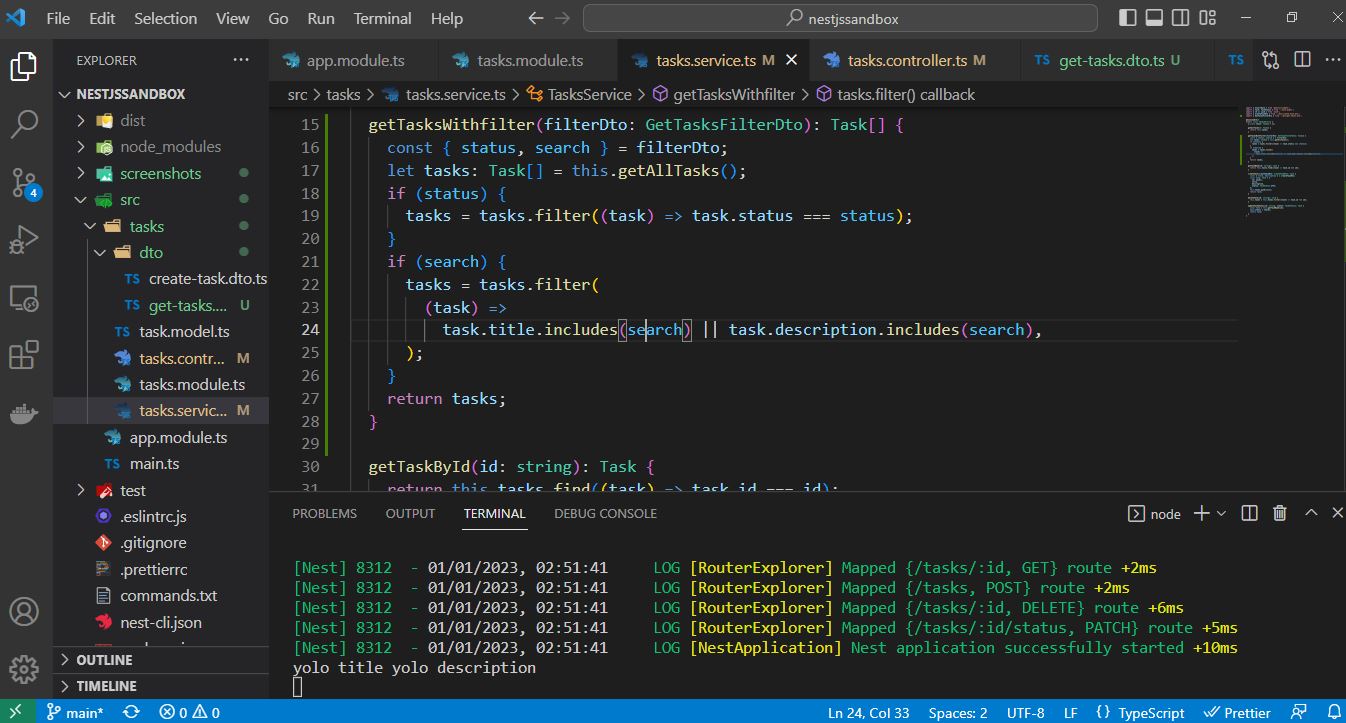 File Edit Selection View Go Run Terminal Help
nestjssandbox
EXPLORER
app.module.ts tasks.module.ts tasks.service.ts M tasks.controller.ts M TS get-tasks.dto.ts U TS
src > tasks > tasks.service.ts > TasksService > getTasksWithfilter > tasks.filter() callback
NESTJSSANDBOX
dist
node_modules
screenshots
src
tasks
dto
TS create-task.dto.ts
TS get-tasks.... U
TS task.model.ts
tasks.contr... M
tasks.module.ts
tasks.servic... M
app.module.ts
TS main.ts
test
.eslintrc.js
.gitignore
.prettierrc
commands.txt
nest-cli.json
OUTLINE
TIMELINE
4
15 getTasksWithfilter(filterDto: GetTasksFilterDto): Task[] {
16 const { status, search } = filterDto;
17 let tasks: Task[] = this.getAllTasks();
18 if (status) {
19 tasks = tasks.filter((task) => task.status === status);
20 }
21 if (search) {
22 tasks = tasks.filter(
23 (task) =>
24 task.title.includes(search) || task.description.includes(search),
25 );
26 }
27 return tasks;
28 }
29
30 getTaskById(id: string): Task {
31 return this.tasks.find((task) => task.id === id);
PROBLEMS OUTPUT TERMINAL DEBUG CONSOLE
node
[Nest] 8312 - 01/01/2023, 02:51:41 LOG [RouterExplorer] Mapped {/tasks/:id, GET} route +2ms
[Nest] 8312 - 01/01/2023, 02:51:41 LOG [RouterExplorer] Mapped {/tasks, POST} route +2ms
[Nest] 8312 - 01/01/2023, 02:51:41 LOG [RouterExplorer] Mapped {/tasks/:id, DELETE} route +6ms
[Nest] 8312 - 01/01/2023, 02:51:41 LOG [RouterExplorer] Mapped {/tasks/:id/status, PATCH} route +5ms
[Nest] 8312 - 01/01/2023, 02:51:41 LOG [NestApplication] Nest application successfully started +10ms
yolo title yolo description
main* 0 0 Ln 24, Col 33 Spaces: 2 UTF-8 LF {} TypeScript Prettier